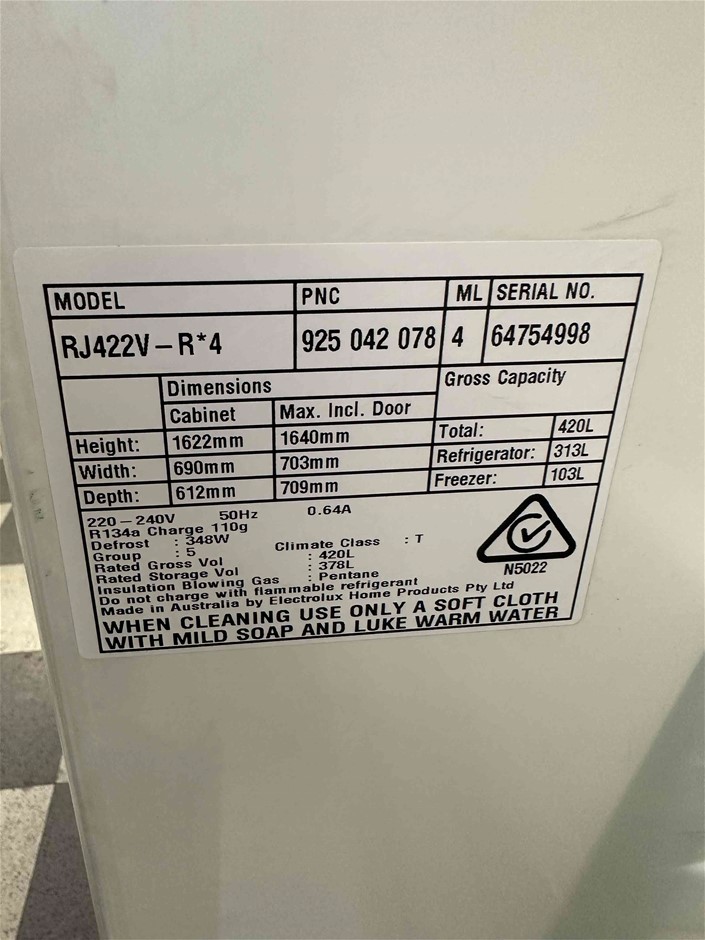 MODEL PNC ML SERIAL NO.
RJ422V-R*4 925 042 078 4 64754998
Dimensions Gross Capacity
Cabinet Max. Incl. Door
Height: 1622mm 1640mm Total: 420L
Width: 690mm 703mm Refrigerator: 313L
Depth: 612mm 709mm Freezer: 103L
220-240V 50Hz 0.64A
R134a Charge 110g
Defrost : 348W Climate Class : T
Group : 5
Rated Gross Vol : 420L
Rated Storage Vol : 378L
Insulation Blowing Gas : Pentane
Do not charge with flammable refrigerant
Made in Australia by Electrolux Home Products Pty Ltd
N5022
WHEN CLEANING USE ONLY A SOFT CLOTH
WITH MILD SOAP AND LUKE WARM WATER